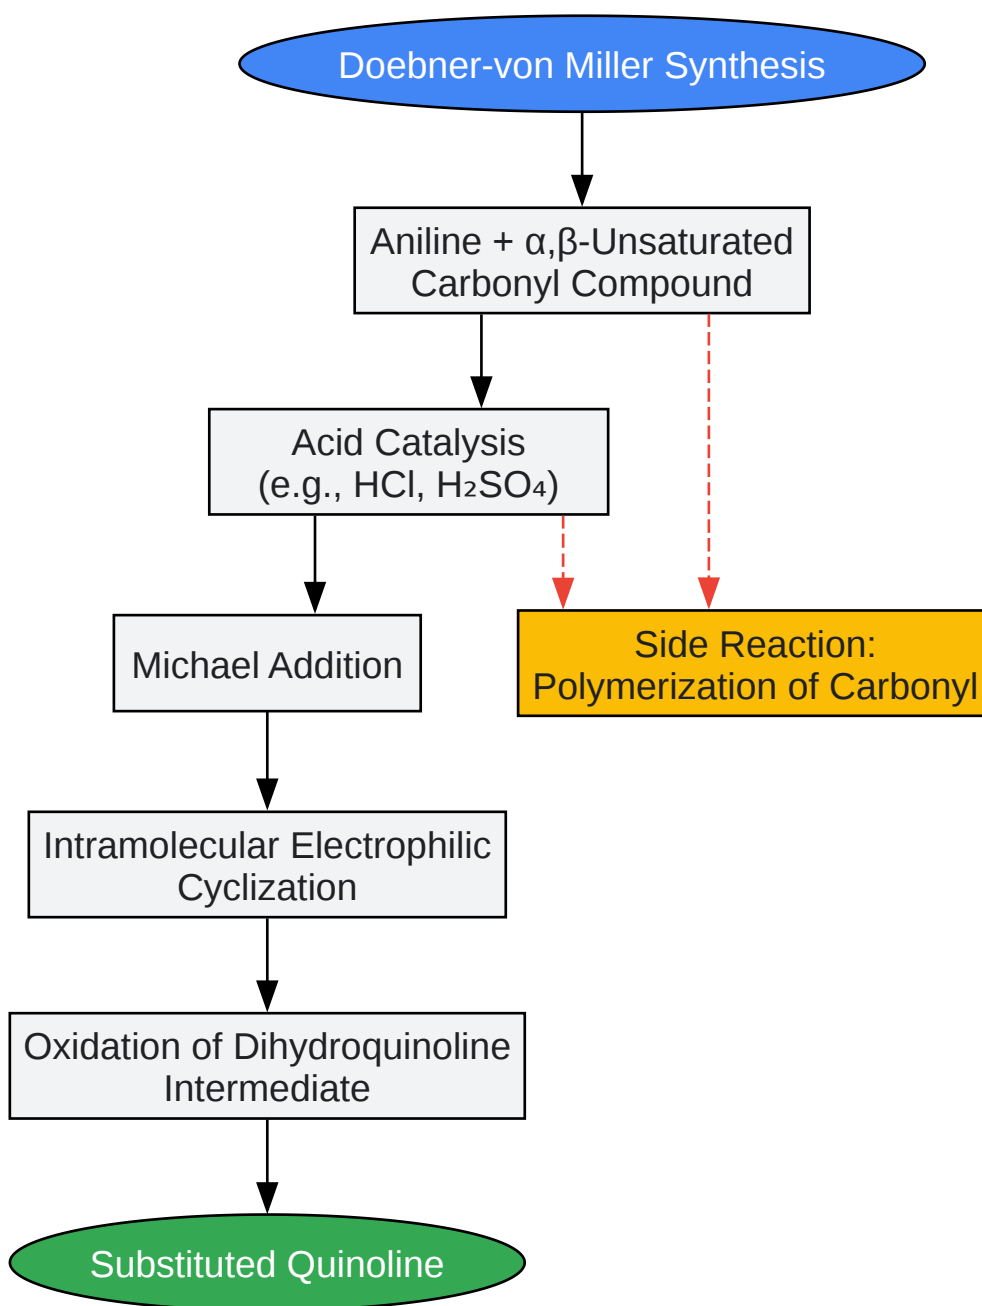 Doebner-von Miller Synthesis
Aniline + α,β-Unsaturated
Carbonyl Compound
Acid Catalysis
(e.g., HCl, H₂SO₄)
Michael Addition
Side Reaction:
Polymerization of Carbonyl
Intramolecular Electrophilic
Cyclization
Oxidation of Dihydroquinoline
Intermediate
Substituted Quinoline